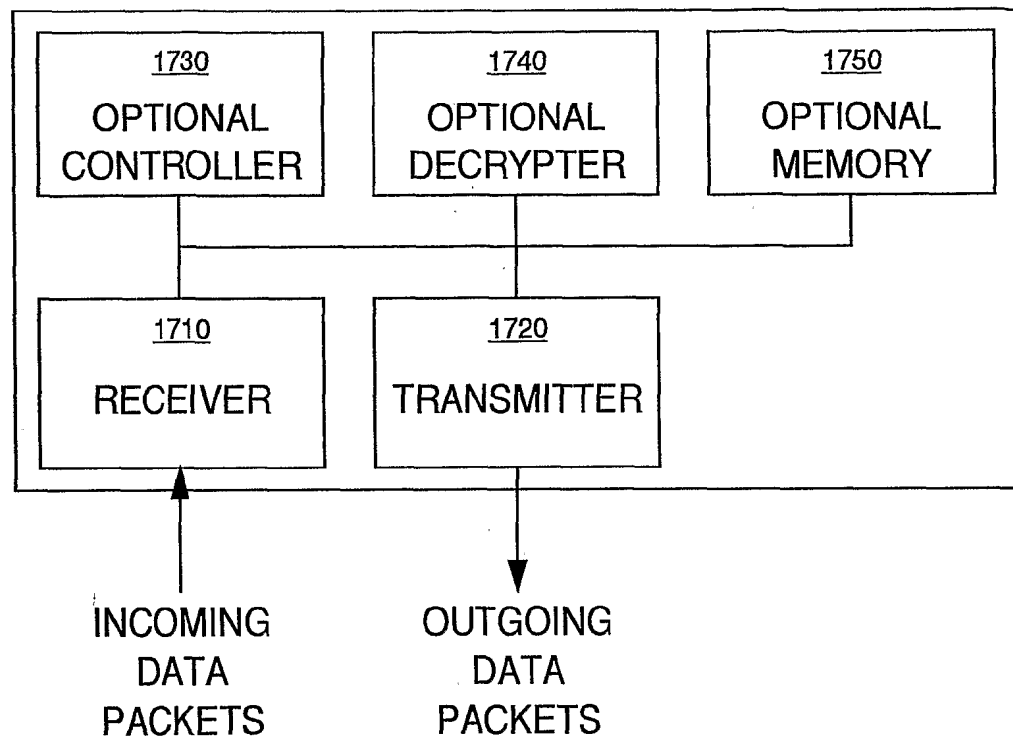 1730
OPTIONAL
CONTROLLER
1740
OPTIONAL
DECRYPTER
1750
OPTIONAL
MEMORY
1710
RECEIVER
1720
TRANSMITTER
INCOMING
DATA
PACKETS
OUTGOING
DATA
PACKETS